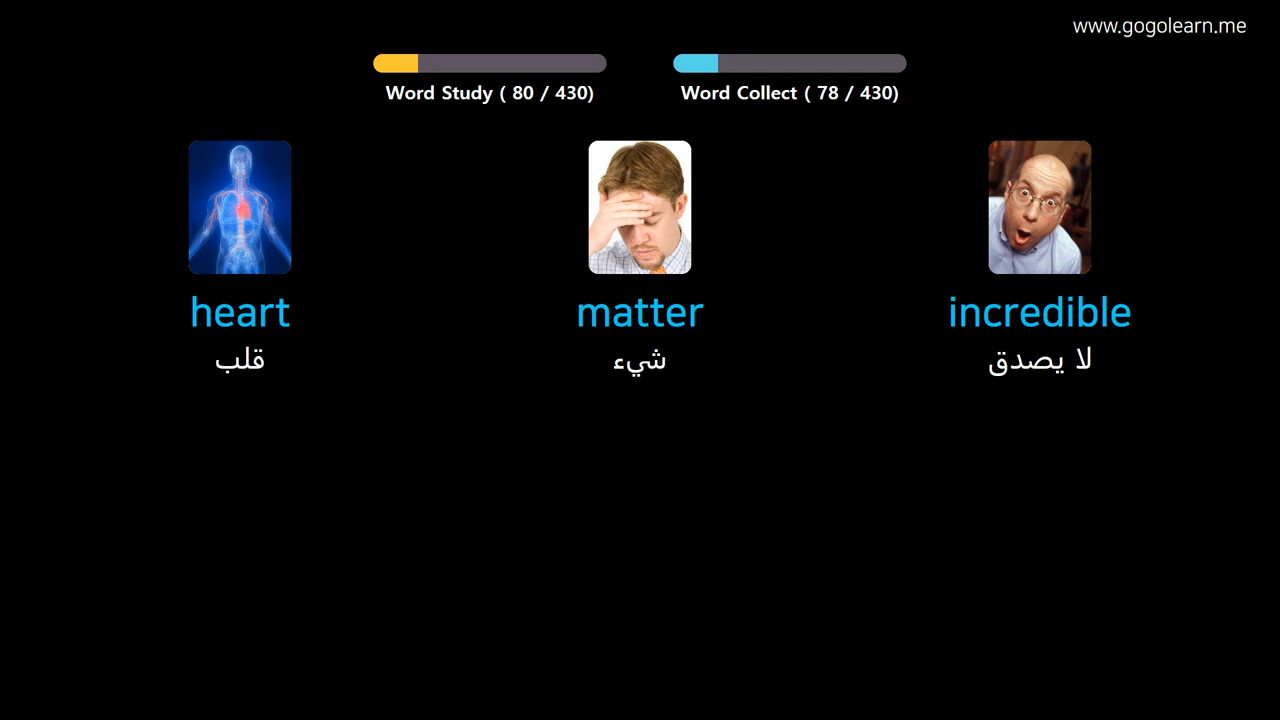 www.gogolearn.me
Word Study ( 80 / 430)
Word Collect ( 78 / 430)
heart
matter
incredible
قلب
شيء
لا يصدق